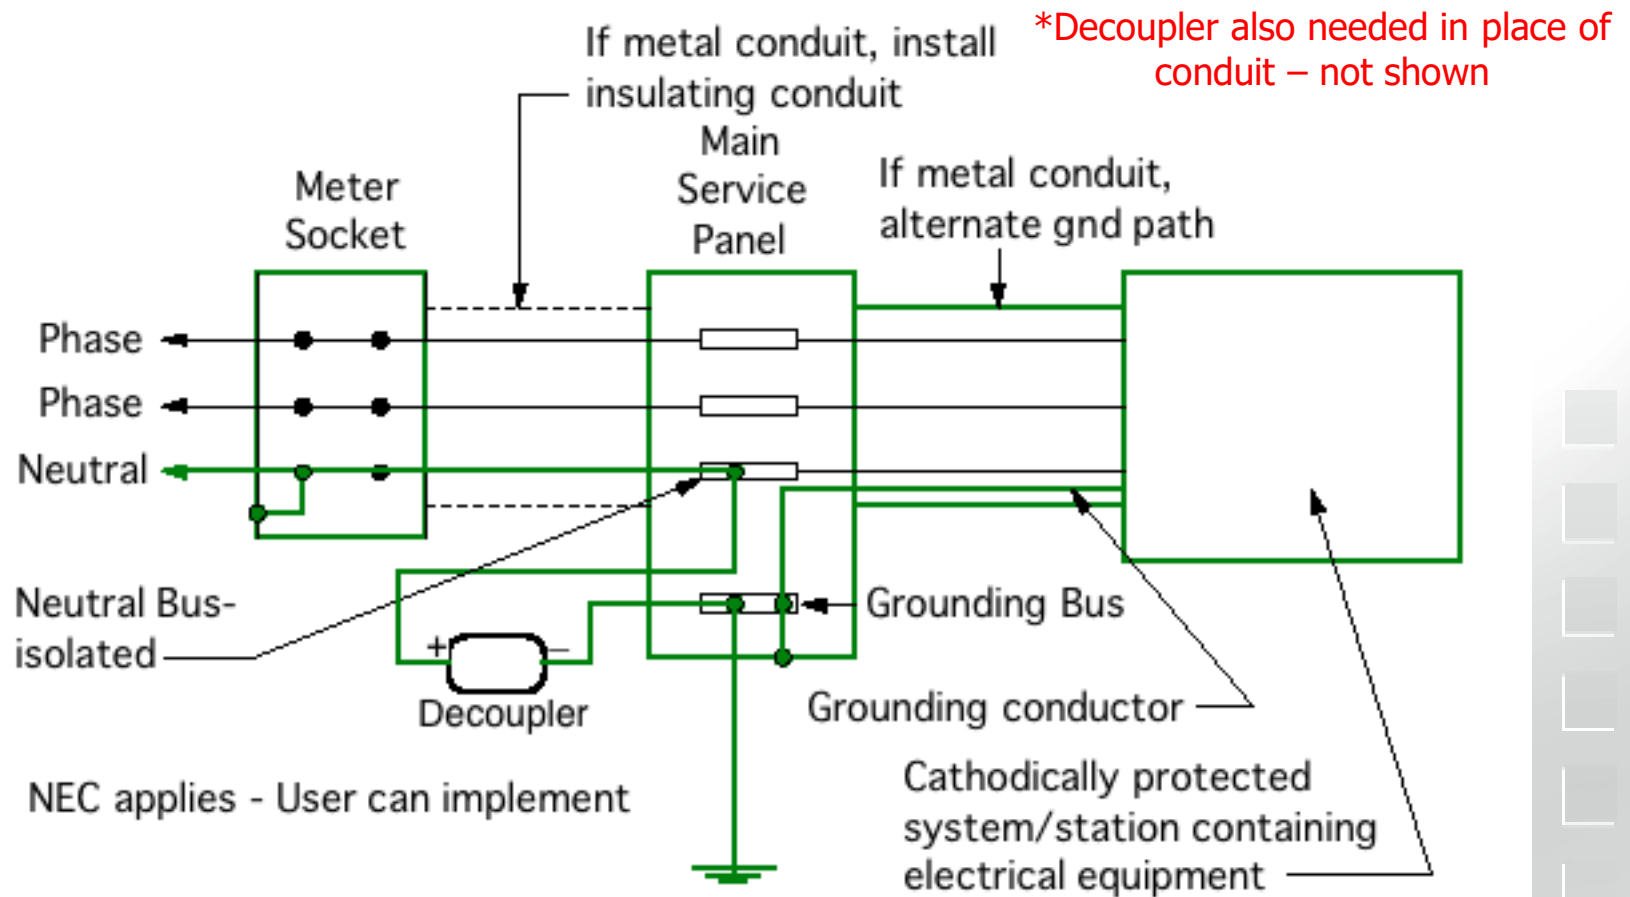 If metal conduit, install
insulating conduit
*Decoupler also needed in place of
conduit – not shown
Main
Service
Panel
Meter
Socket
If metal conduit,
alternate gnd path
Phase
Phase
Neutral
Neutral Bus-
isolated
+
–
Decoupler
Grounding Bus
Grounding conductor
NEC applies - User can implement
Cathodically protected
system/station containing
electrical equipment